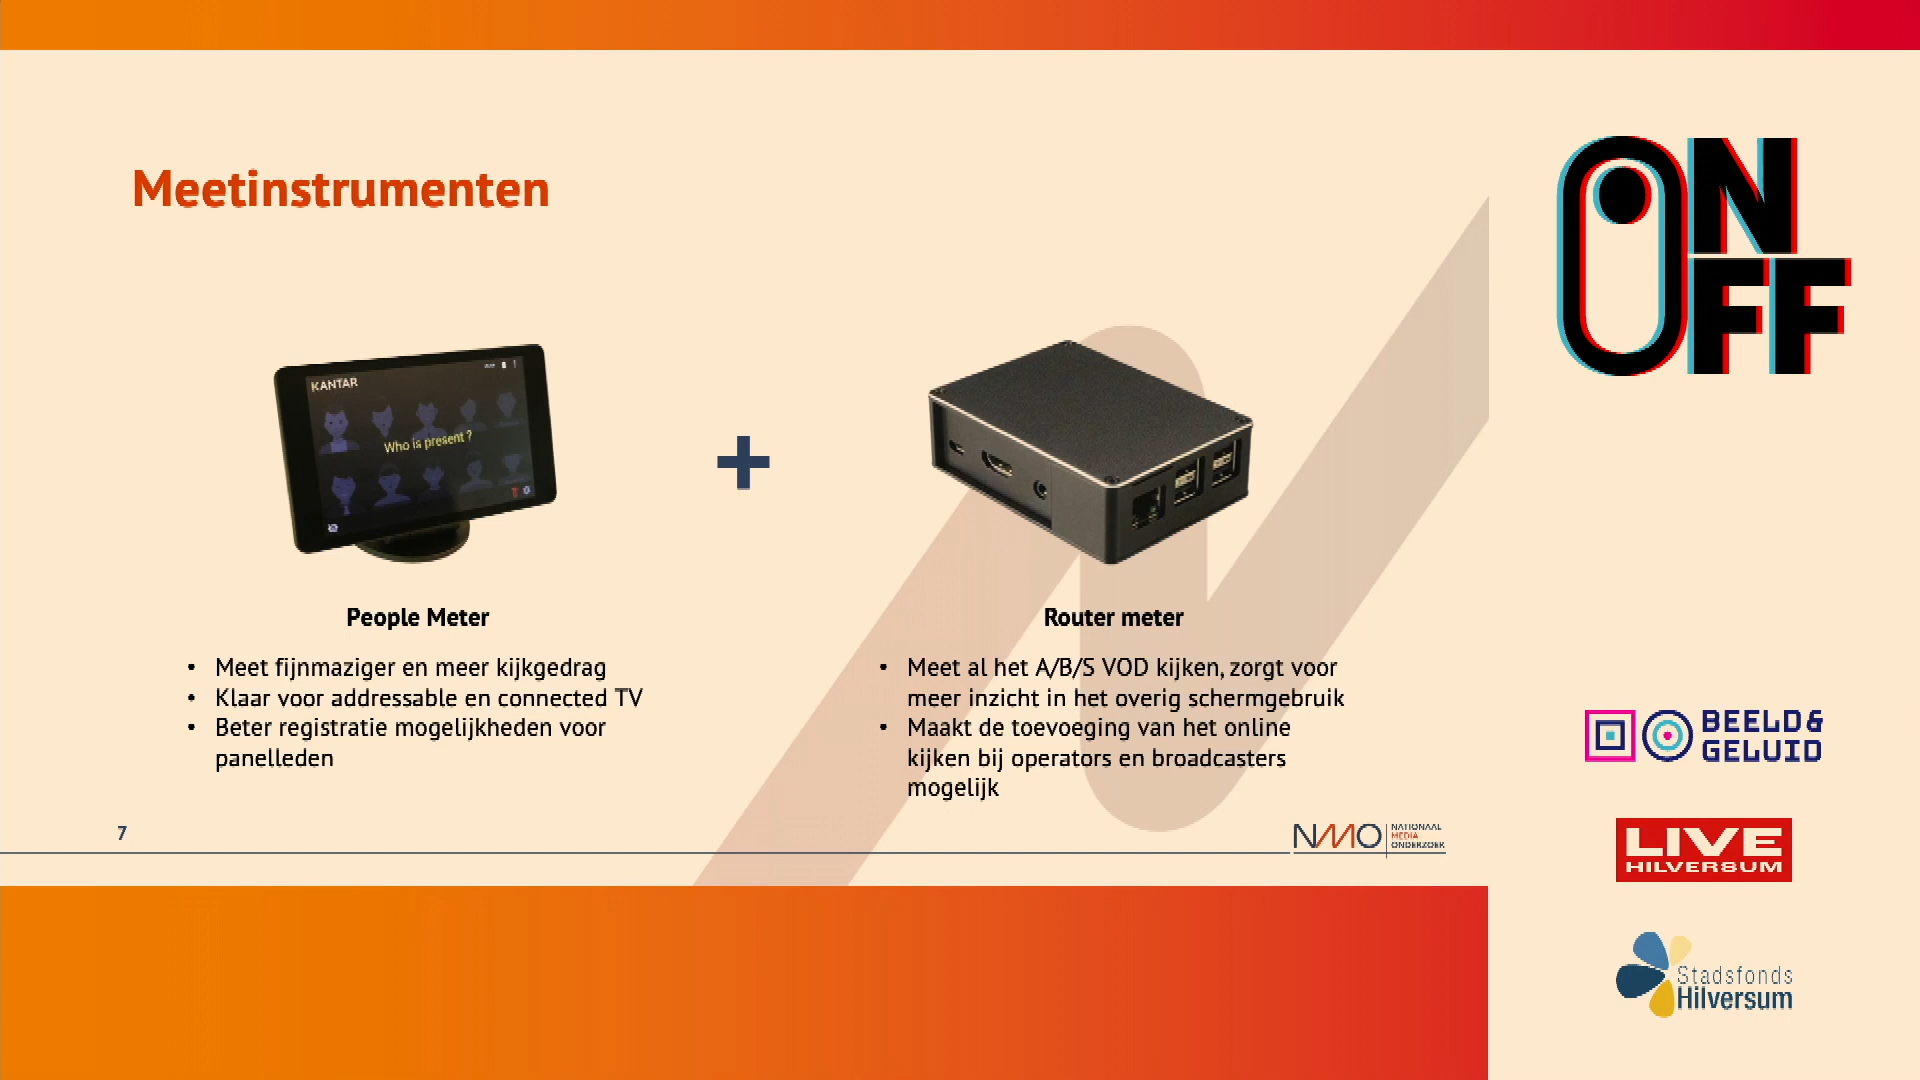 Meetinstrumenten
ON
OFF
KANTAR
Who is present ?
+
People Meter
• Meet fijnmaziger en meer kijkgedrag
• Klaar voor addressable en connected TV
• Beter registratie mogelijkheden voor
panelleden
Router meter
• Meet al het A/B/S VOD kijken, zorgt voor
meer inzicht in het overig schermgebruik
• Maakt de toevoeging van het online
kijken bij operators en broadcasters
mogelijk
7
NMO
NATIONAAL
MEDIA
ONDERZOEK
BEELD &
GELUID
LIVE
HILVERSUM
Stadsfonds
Hilversum